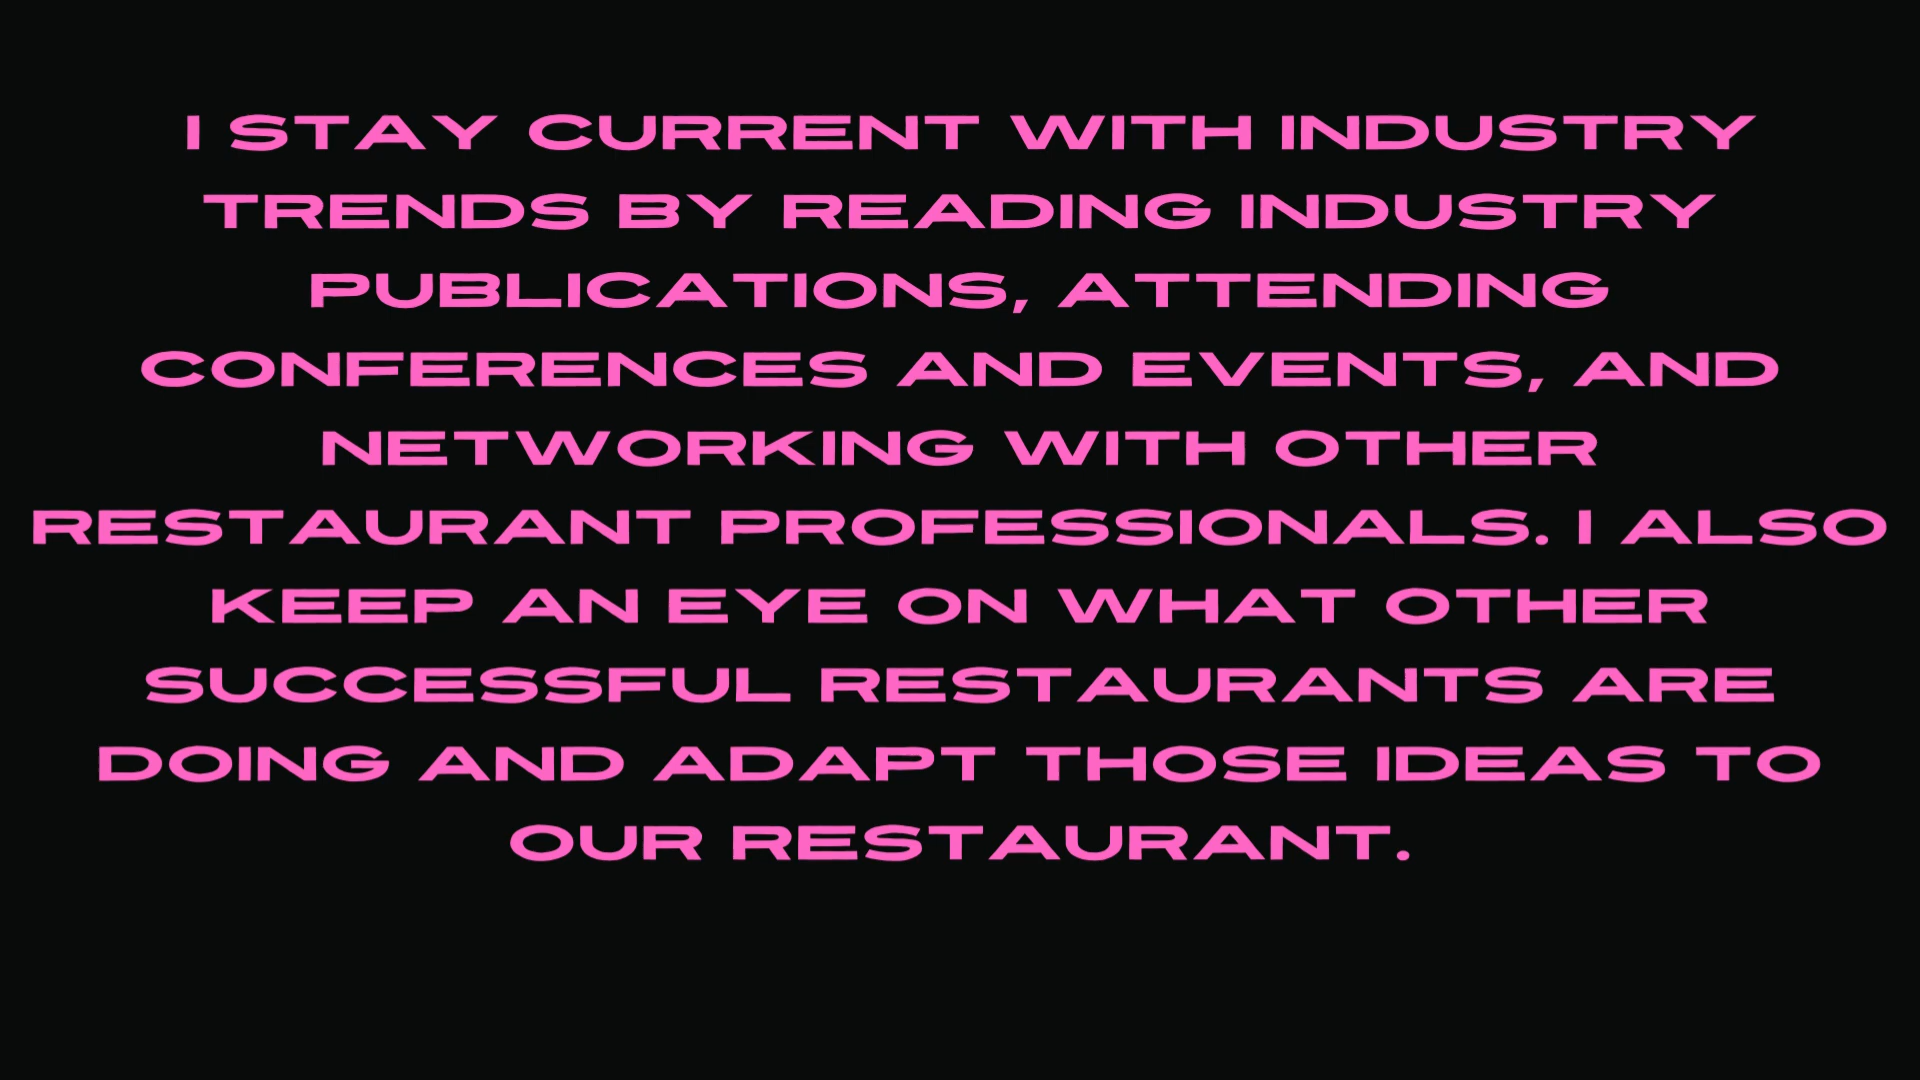 I STAY CURRENT WITH INDUSTRY
TRENDS BY READING INDUSTRY
PUBLICATIONS, ATTENDING
CONFERENCES AND EVENTS, AND
NETWORKING WITH OTHER
RESTAURANT PROFESSIONALS. I ALSO
KEEP AN EYE ON WHAT OTHER
SUCCESSFUL RESTAURANTS ARE
DOING AND ADAPT THOSE IDEAS TO
OUR RESTAURANT.